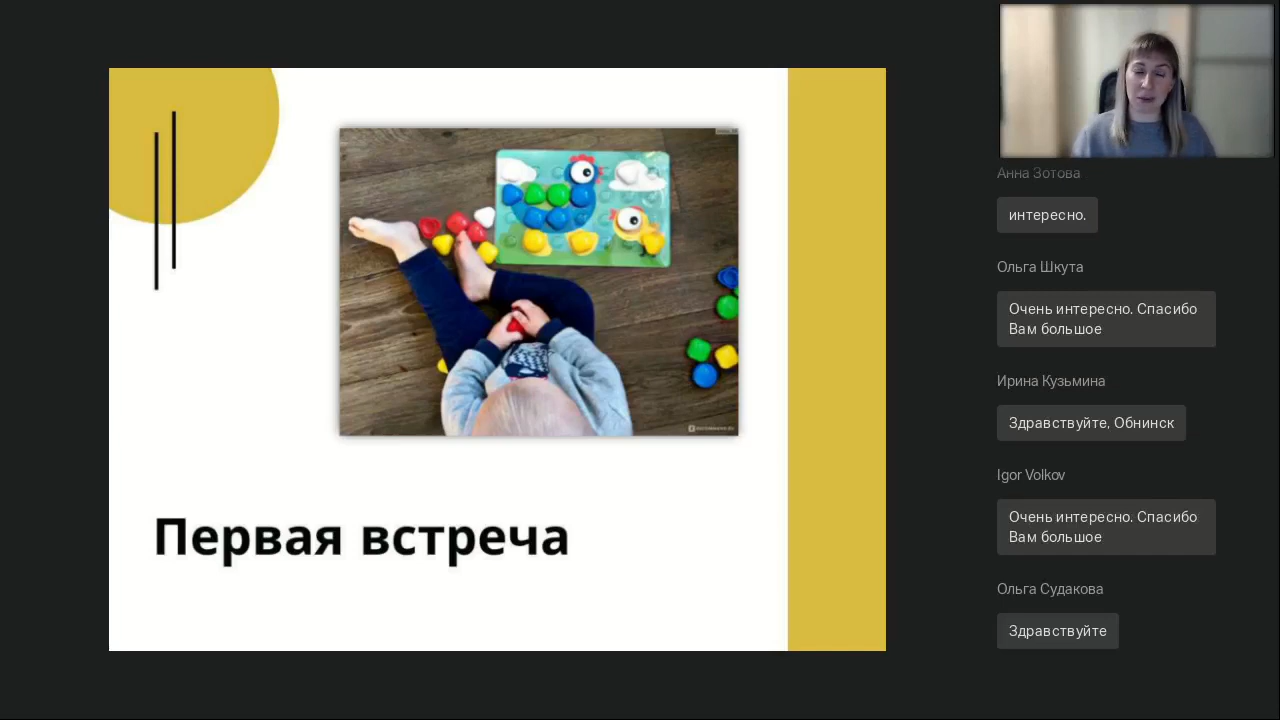 Первая встреча
Анна Зотова
интересно.
Ольга Шкута
Очень интересно. Спасибо
Вам большое
Ирина Кузьмина
Здравствуйте, Обнинск
Igor Volkov
Очень интересно. Спасибо
Вам большое
Ольга Судакова
Здравствуйте